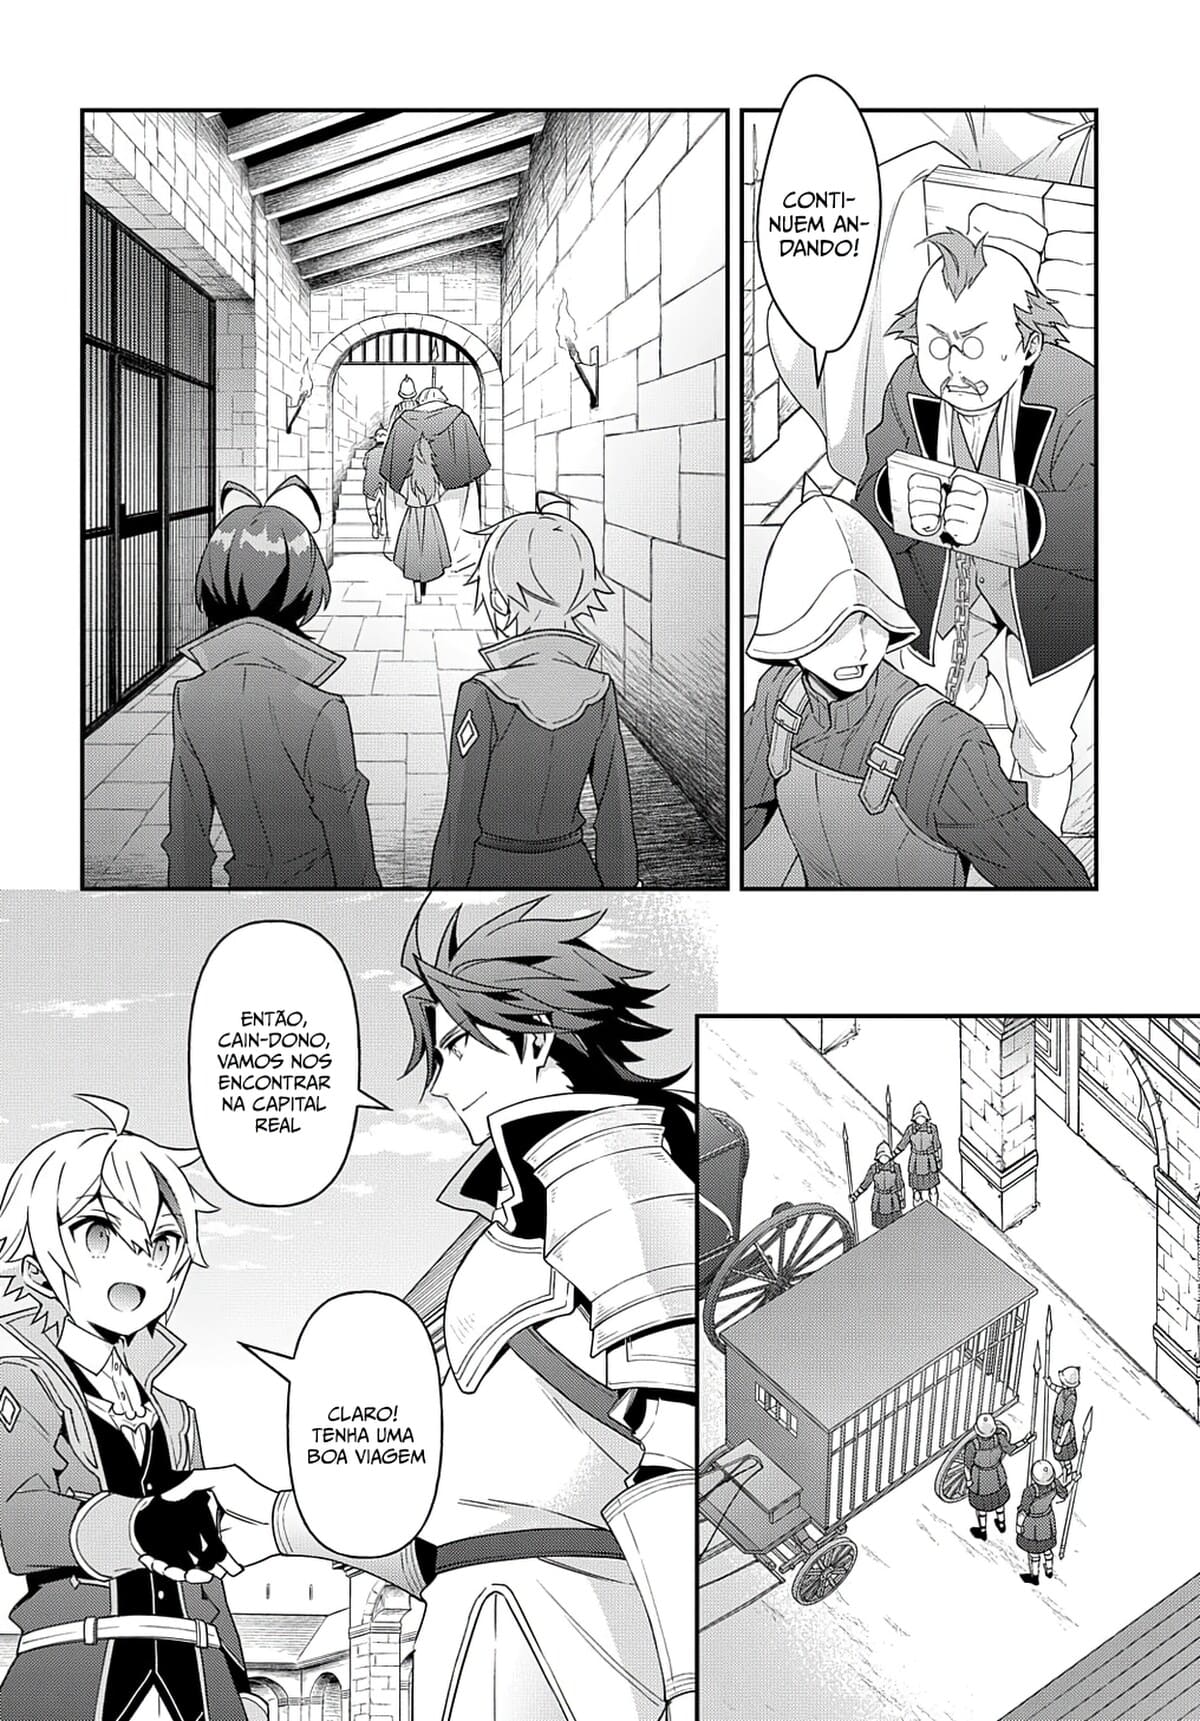 CONTI-
NUEM AN-
DANDO!
ENTÃO,
CAIN-DONO,
VAMOS NOS
ENCONTRAR
NA CAPITAL
REAL
CLARO!
TENHA UMA
BOA VIAGEM